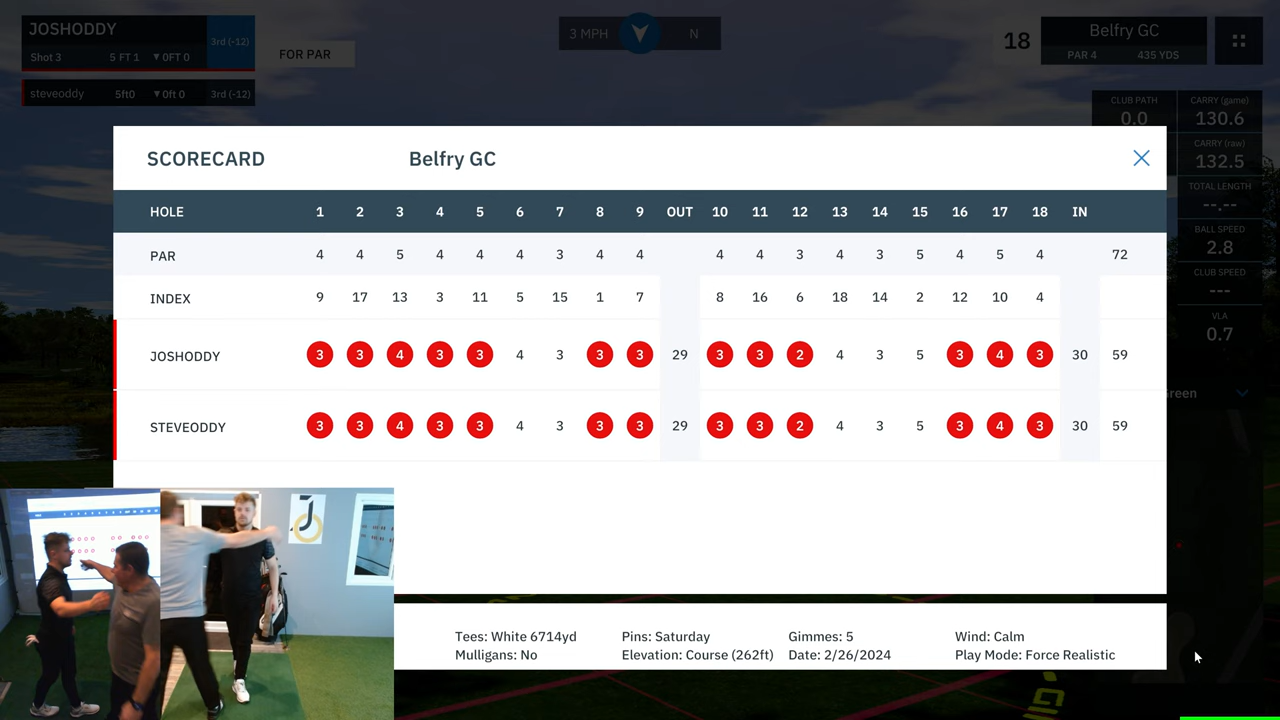 JOSHODDY
Shot 3 5 FT 1 ▼0FT 0 3rd (-12)
steveoddy 5ft0 ▼0ft 0 3rd (-12)
FOR PAR
3 MPH N
18 Belfry GC
PAR 4 435 YDS
CLUB PATH CARRY (game)
0.0 130.6
CARRY (raw)
132.5
TOTAL LENGTH
--.--
BALL SPEED
2.8
CLUB SPEED
---
VLA
0.7
SCORECARD Belfry GC
HOLE 1 2 3 4 5 6 7 8 9 OUT 10 11 12 13 14 15 16 17 18 IN
PAR 4 4 5 4 4 4 3 4 4 4 4 3 4 3 5 4 5 4 72
INDEX 9 17 13 3 11 5 15 1 7 8 16 6 18 14 2 12 10 4
JOSHODDY 3 3 4 3 3 4 3 3 3 29 3 3 2 4 3 5 3 4 3 30 59
STEVEODDY 3 3 4 3 3 4 3 3 3 29 3 3 2 4 3 5 3 4 3 30 59
Tees: White 6714yd Pins: Saturday Gimmes: 5 Wind: Calm
Mulligans: No Elevation: Course (262ft) Date: 2/26/2024 Play Mode: Force Realistic